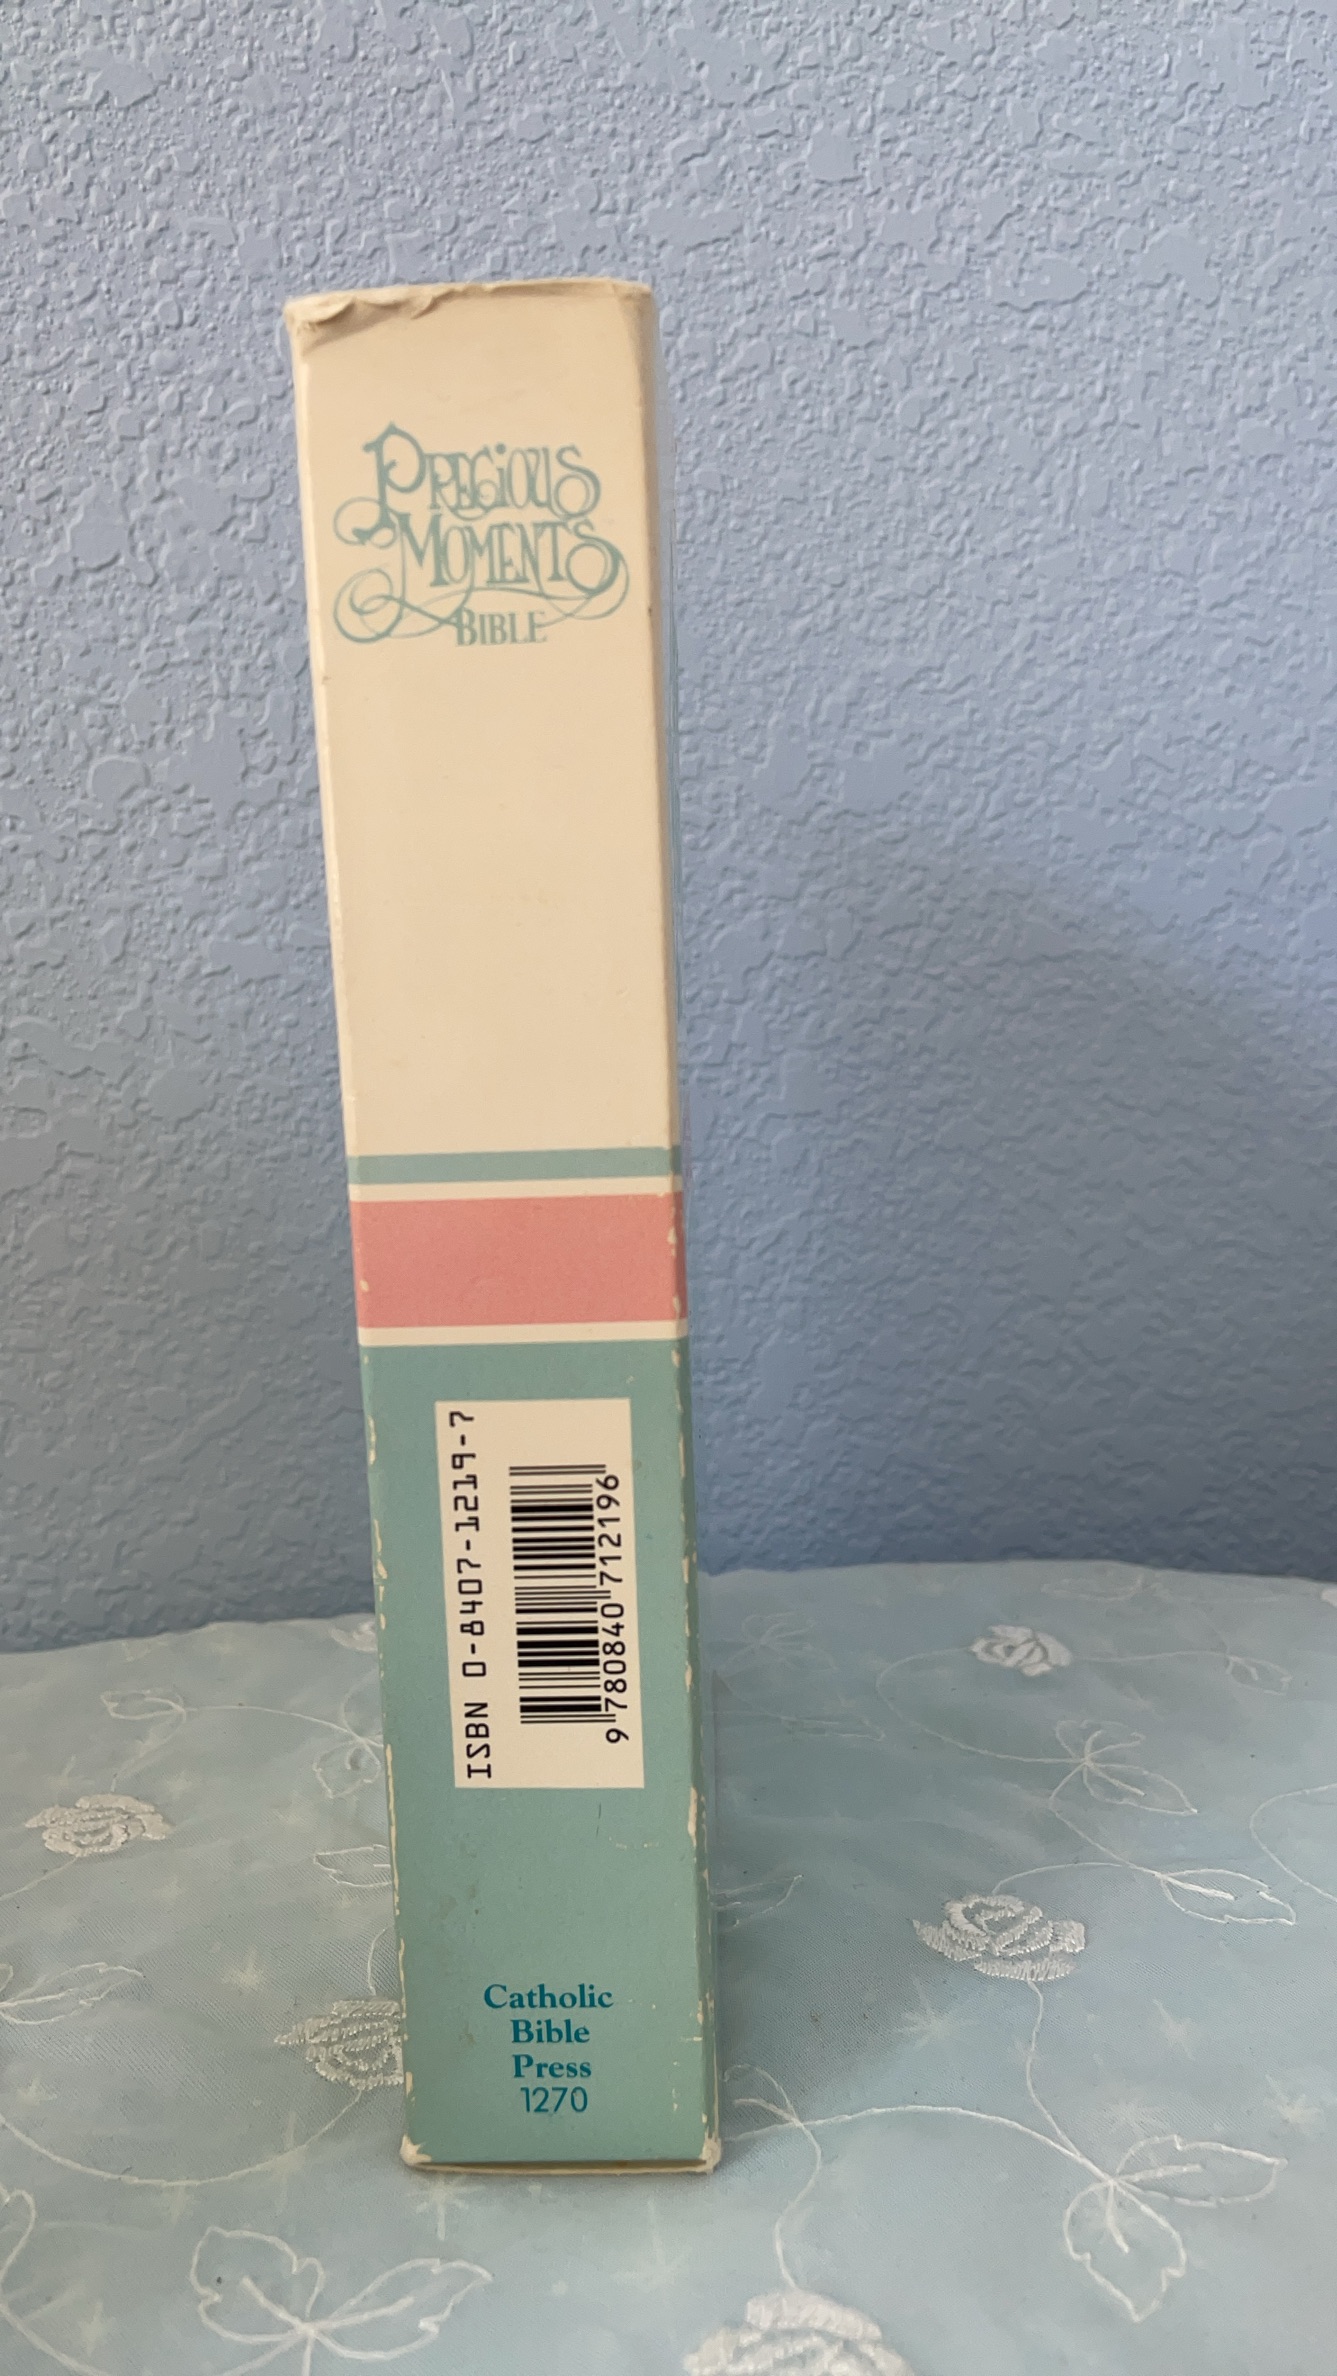 PRECIOUS
MOMENTS
BIBLE
ISBN 0-8407-1219-7
9 780840 712196
Catholic
Bible
Press
1270